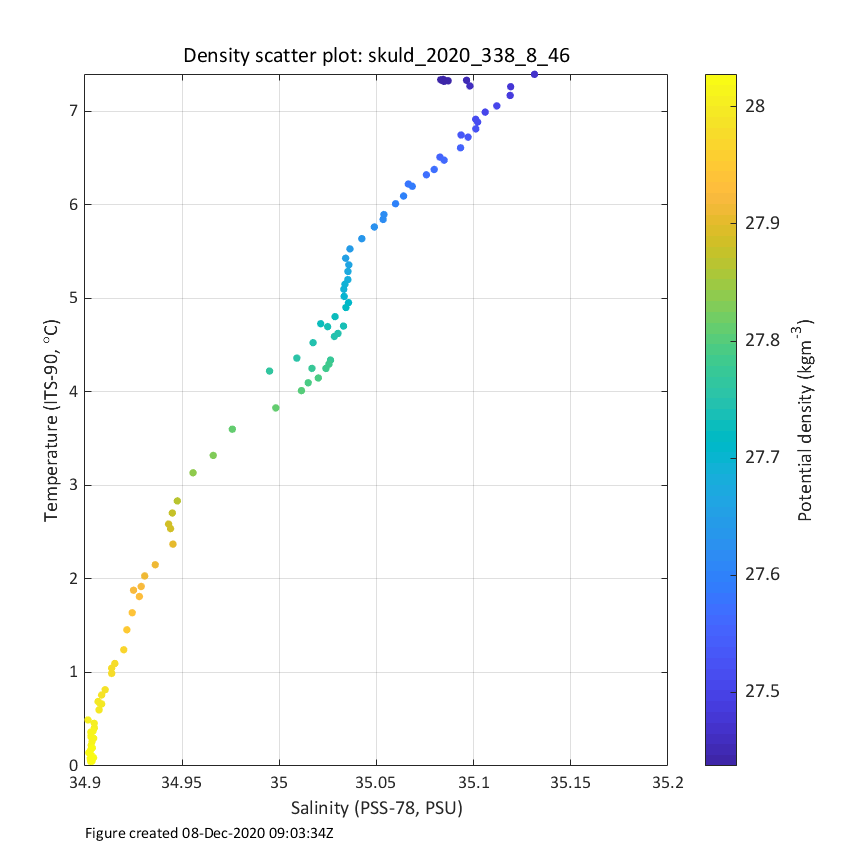 Density scatter plot: skuld_2020_338_8_46
7
6
5
4
3
2
1
0
Temperature (ITS-90, °C)
34.9 34.95 35 35.05 35.1 35.15 35.2
Salinity (PSS-78, PSU)
28
27.9
27.8
27.7
27.6
27.5
Potential density (kgm-3)
Figure created 08-Dec-2020 09:03:34Z